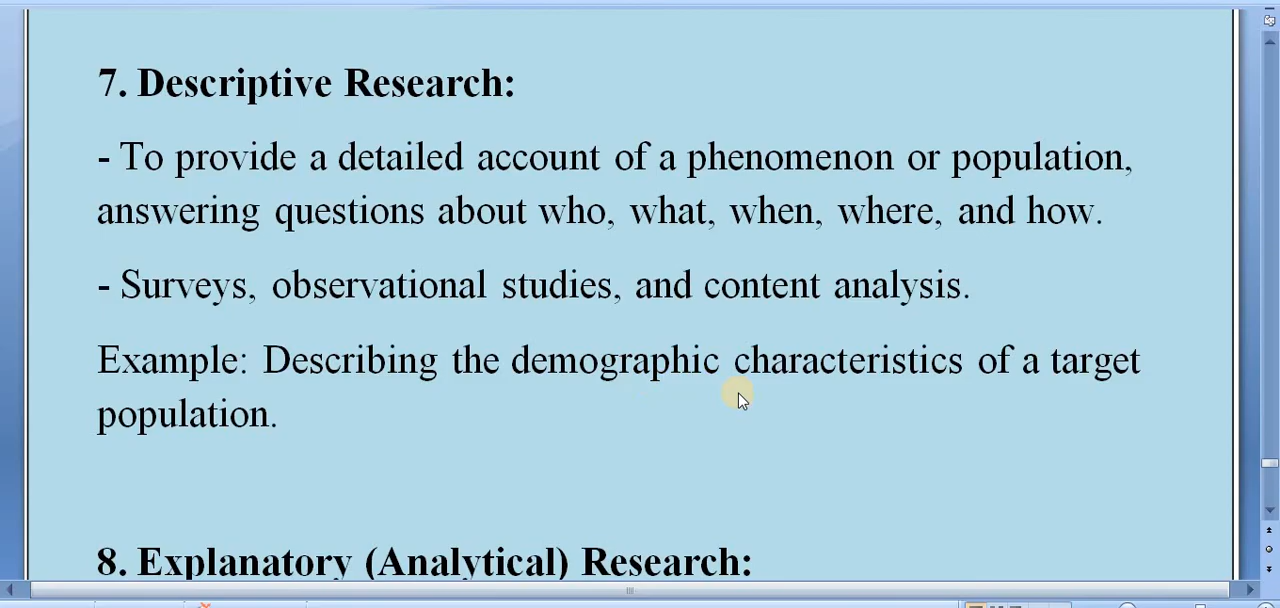 7. Descriptive Research:
- To provide a detailed account of a phenomenon or population,
answering questions about who, what, when, where, and how.
- Surveys, observational studies, and content analysis.
Example: Describing the demographic characteristics of a target
population.
8. Explanatory (Analytical) Research: